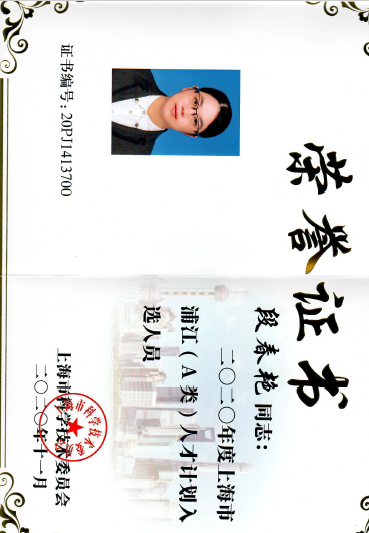 荣誉证书
段春艳 同志：
二〇二〇年度上海市
浦江（A类）人才计划入
选人员
证书编号：20PJ1413700
上海市科学技术委员会
二〇二〇年十一月